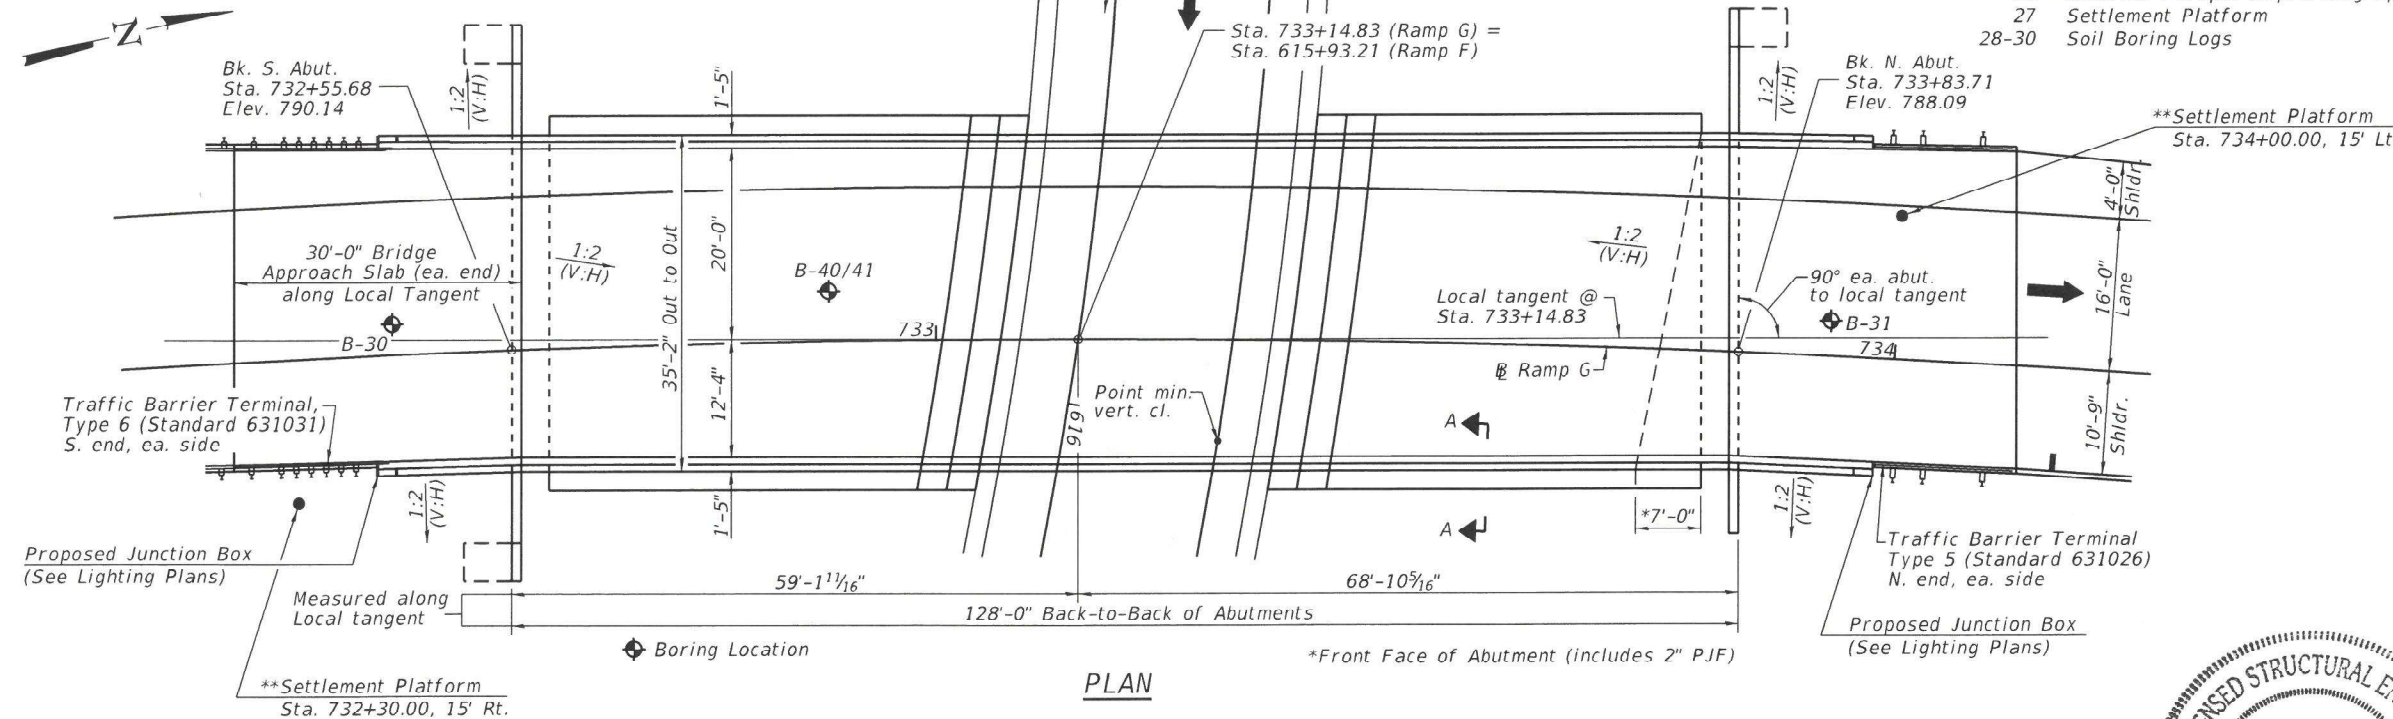 Z
27 Settlement Platform
28-30 Soil Boring Logs
Sta. 733+14.83 (Ramp G) =
Sta. 615+93.21 (Ramp F)
Bk. S. Abut.
Sta. 732+55.68
Elev. 790.14
1:2
(V:H)
1'-5"
Bk. N. Abut.
Sta. 733+83.71
Elev. 788.09
1:2
(V:H)
**Settlement Platform
Sta. 734+00.00, 15' Lt
4'-0"
Shldr.
30'-0" Bridge
Approach Slab (ea. end)
along Local Tangent
1:2
(V:H)
35'-2" Out to Out
20'-0"
B-40/41
1:2
(V:H)
Local tangent @
Sta. 733+14.83
90° ea. abut.
to local tangent
16'-0"
Lane
B-30
733
B-31
734
℄ Ramp G
12'-4"
616
Point min.
vert. cl.
10'-9"
Shldr.
Traffic Barrier Terminal,
Type 6 (Standard 631031)
S. end, ea. side
A
A
1:2
(V:H)
1'-5"
*7'-0"
1:2
(V:H)
Proposed Junction Box
(See Lighting Plans)
Traffic Barrier Terminal
Type 5 (Standard 631026)
N. end, ea. side
59'-1 11/16"
68'-10 5/16"
Measured along
Local tangent
128'-0" Back-to-Back of Abutments
Proposed Junction Box
(See Lighting Plans)
Boring Location
*Front Face of Abutment (includes 2" PJF)
**Settlement Platform
Sta. 732+30.00, 15' Rt.
PLAN
STRUCTURAL